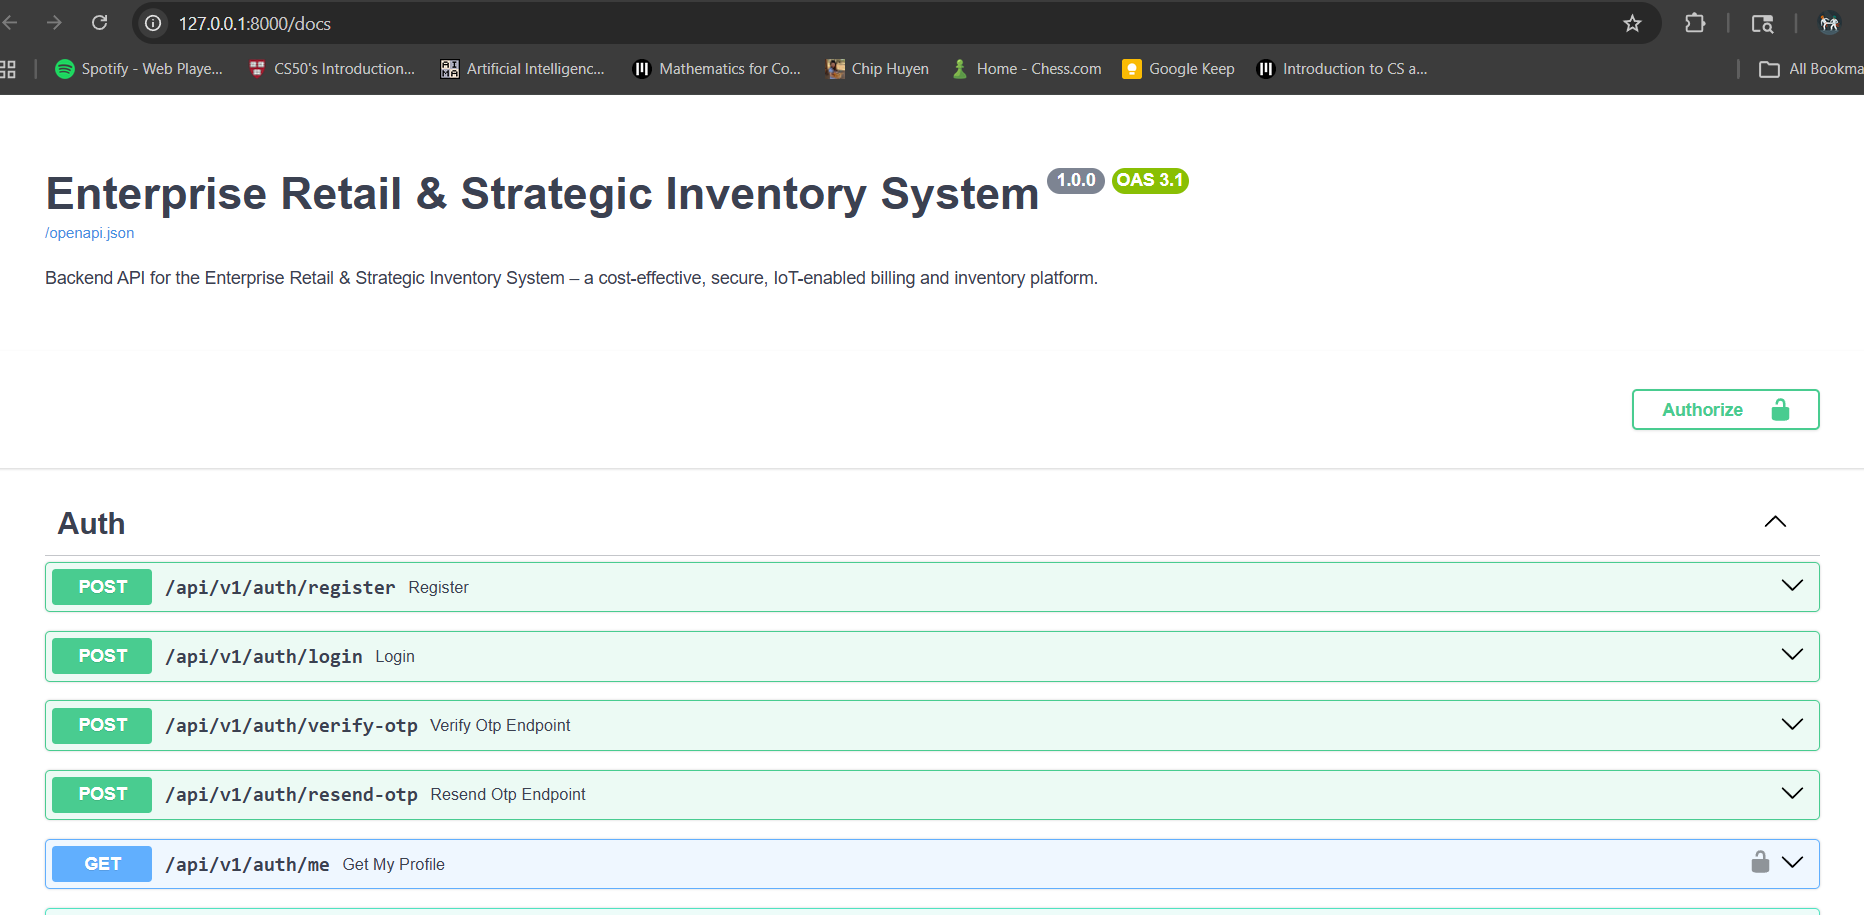 127.0.0.1:8000/docs
Spotify - Web Playe... CS50's Introduction... Artificial Intelligenc... Mathematics for Co... Chip Huyen Home - Chess.com Google Keep Introduction to CS a... All Bookma
Enterprise Retail & Strategic Inventory System 1.0.0 OAS 3.1
/openapi.json
Backend API for the Enterprise Retail & Strategic Inventory System – a cost-effective, secure, IoT-enabled billing and inventory platform.
Authorize
Auth
POST /api/v1/auth/register Register
POST /api/v1/auth/login Login
POST /api/v1/auth/verify-otp Verify Otp Endpoint
POST /api/v1/auth/resend-otp Resend Otp Endpoint
GET /api/v1/auth/me Get My Profile